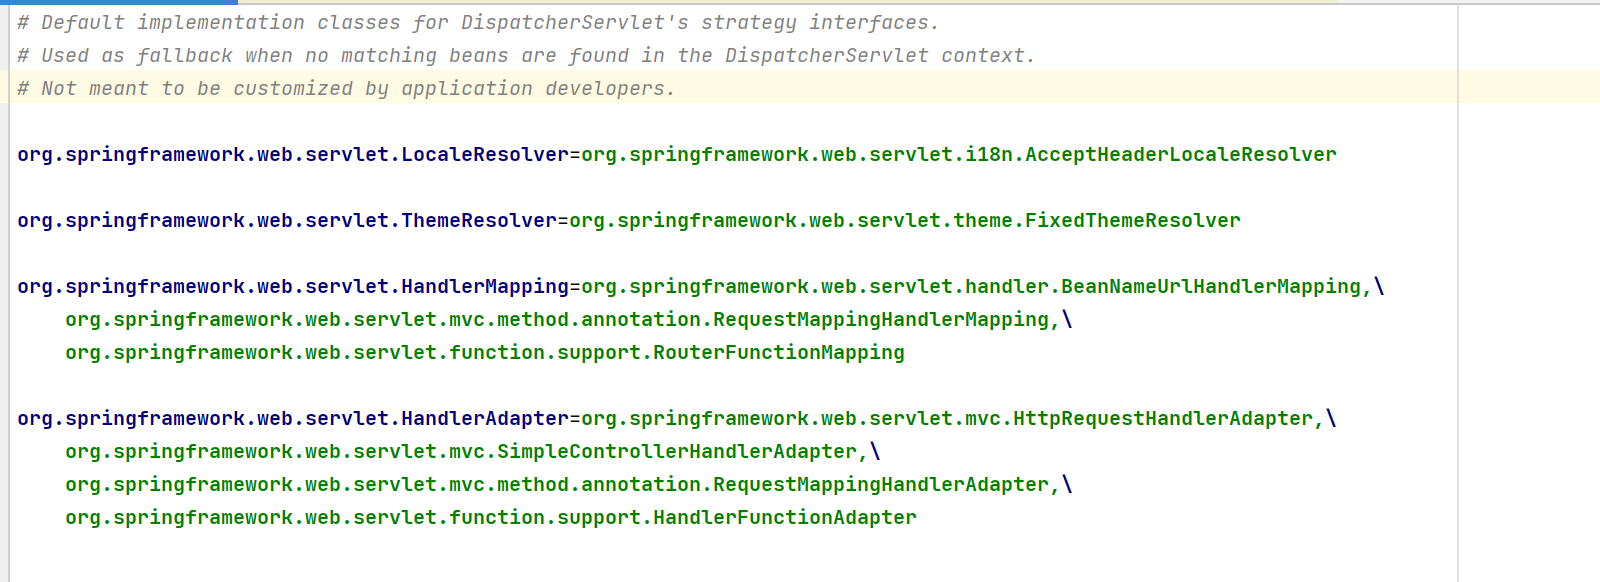 # Default implementation classes for DispatcherServlet's strategy interfaces.
# Used as fallback when no matching beans are found in the DispatcherServlet context.
# Not meant to be customized by application developers.
org.springframework.web.servlet.LocaleResolver=org.springframework.web.servlet.i18n.AcceptHeaderLocaleResolver
org.springframework.web.servlet.ThemeResolver=org.springframework.web.servlet.theme.FixedThemeResolver
org.springframework.web.servlet.HandlerMapping=org.springframework.web.servlet.handler.BeanNameUrlHandlerMapping,\
org.springframework.web.servlet.mvc.method.annotation.RequestMappingHandlerMapping,\
org.springframework.web.servlet.function.support.RouterFunctionMapping
org.springframework.web.servlet.HandlerAdapter=org.springframework.web.servlet.mvc.HttpRequestHandlerAdapter,\
org.springframework.web.servlet.mvc.SimpleControllerHandlerAdapter,\
org.springframework.web.servlet.mvc.method.annotation.RequestMappingHandlerAdapter,\
org.springframework.web.servlet.function.support.HandlerFunctionAdapter